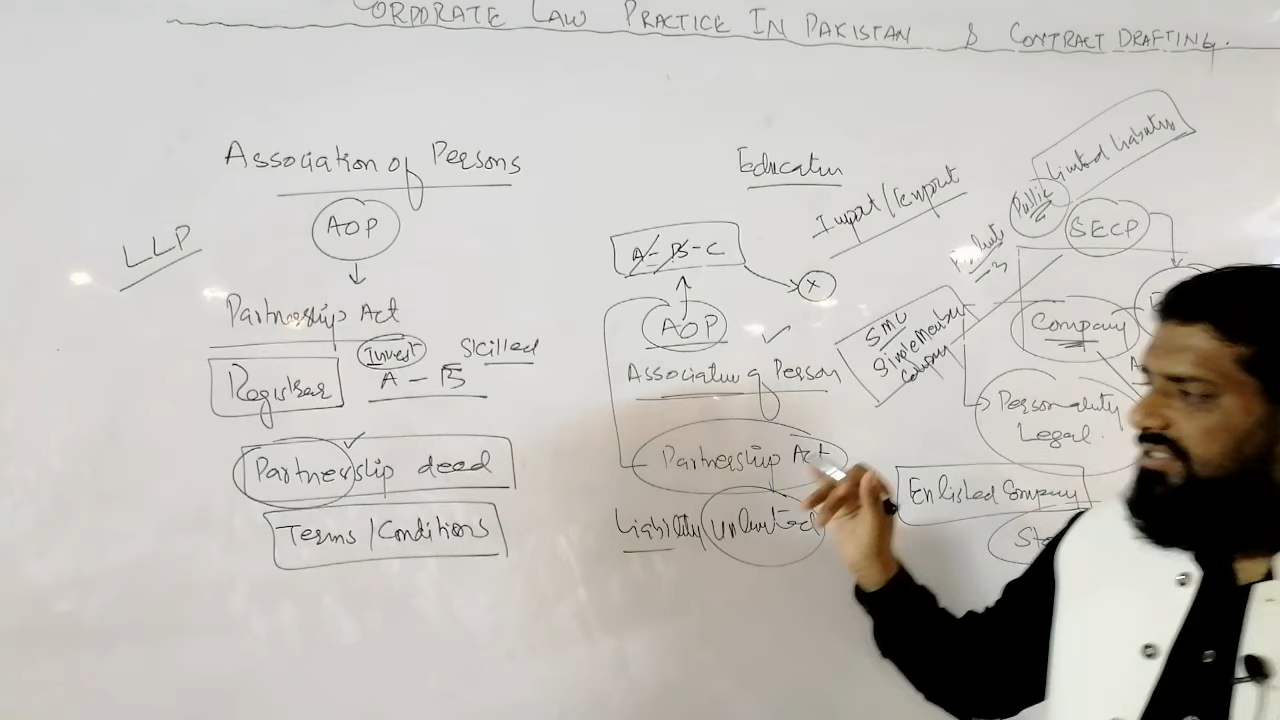 CORPORATE LAW PRACTICE IN PAKISTAN & CONTRACT DRAFTING.
Association of Persons
AOP
LLP
Partnership Act
Registrar
Invest
Skilled
A - B
Partnership deed
Terms / Conditions
Education
Import /
A - B - C
X
AOP
Association of Person
Partnership Act
Liability Unlimited
Limited Liability
Public
SECP
Private
SMC
Single Member
Company
Company
Personality
Legal
Enlisted Company